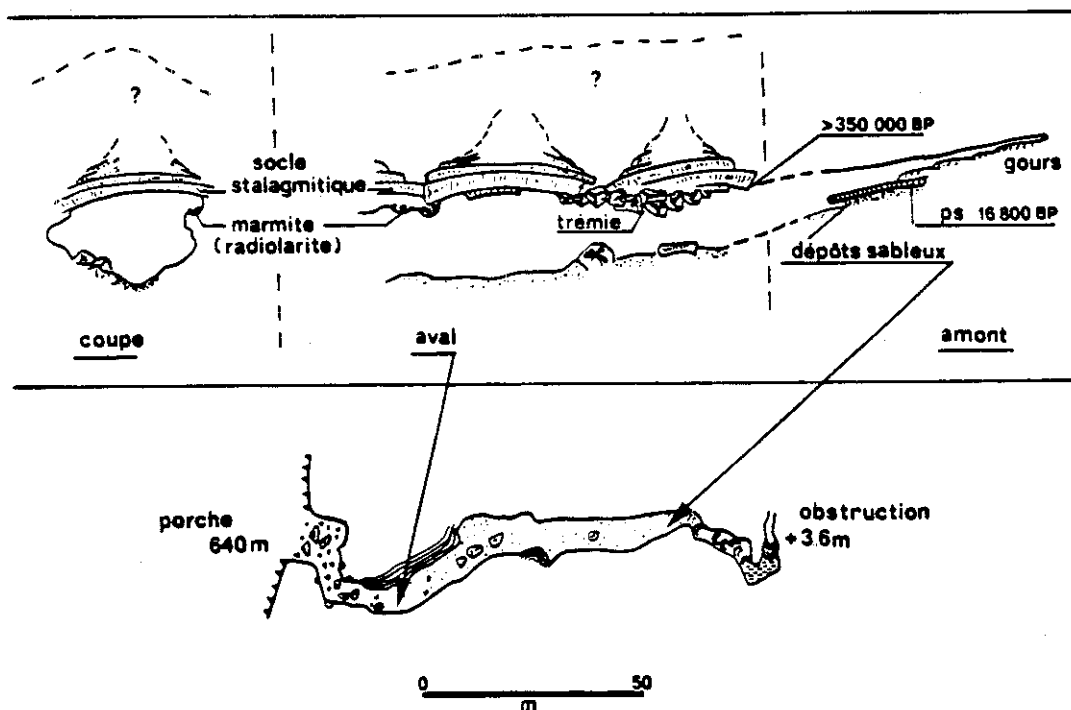 ?
?
>350 000 BP
socle
stalagmitique
gours
marmite
(radiolarite)
trémie
ps 16 800 BP
dépôts sableux
coupe
aval
amont
porche
640 m
obstruction
+3.6m
0
50
m